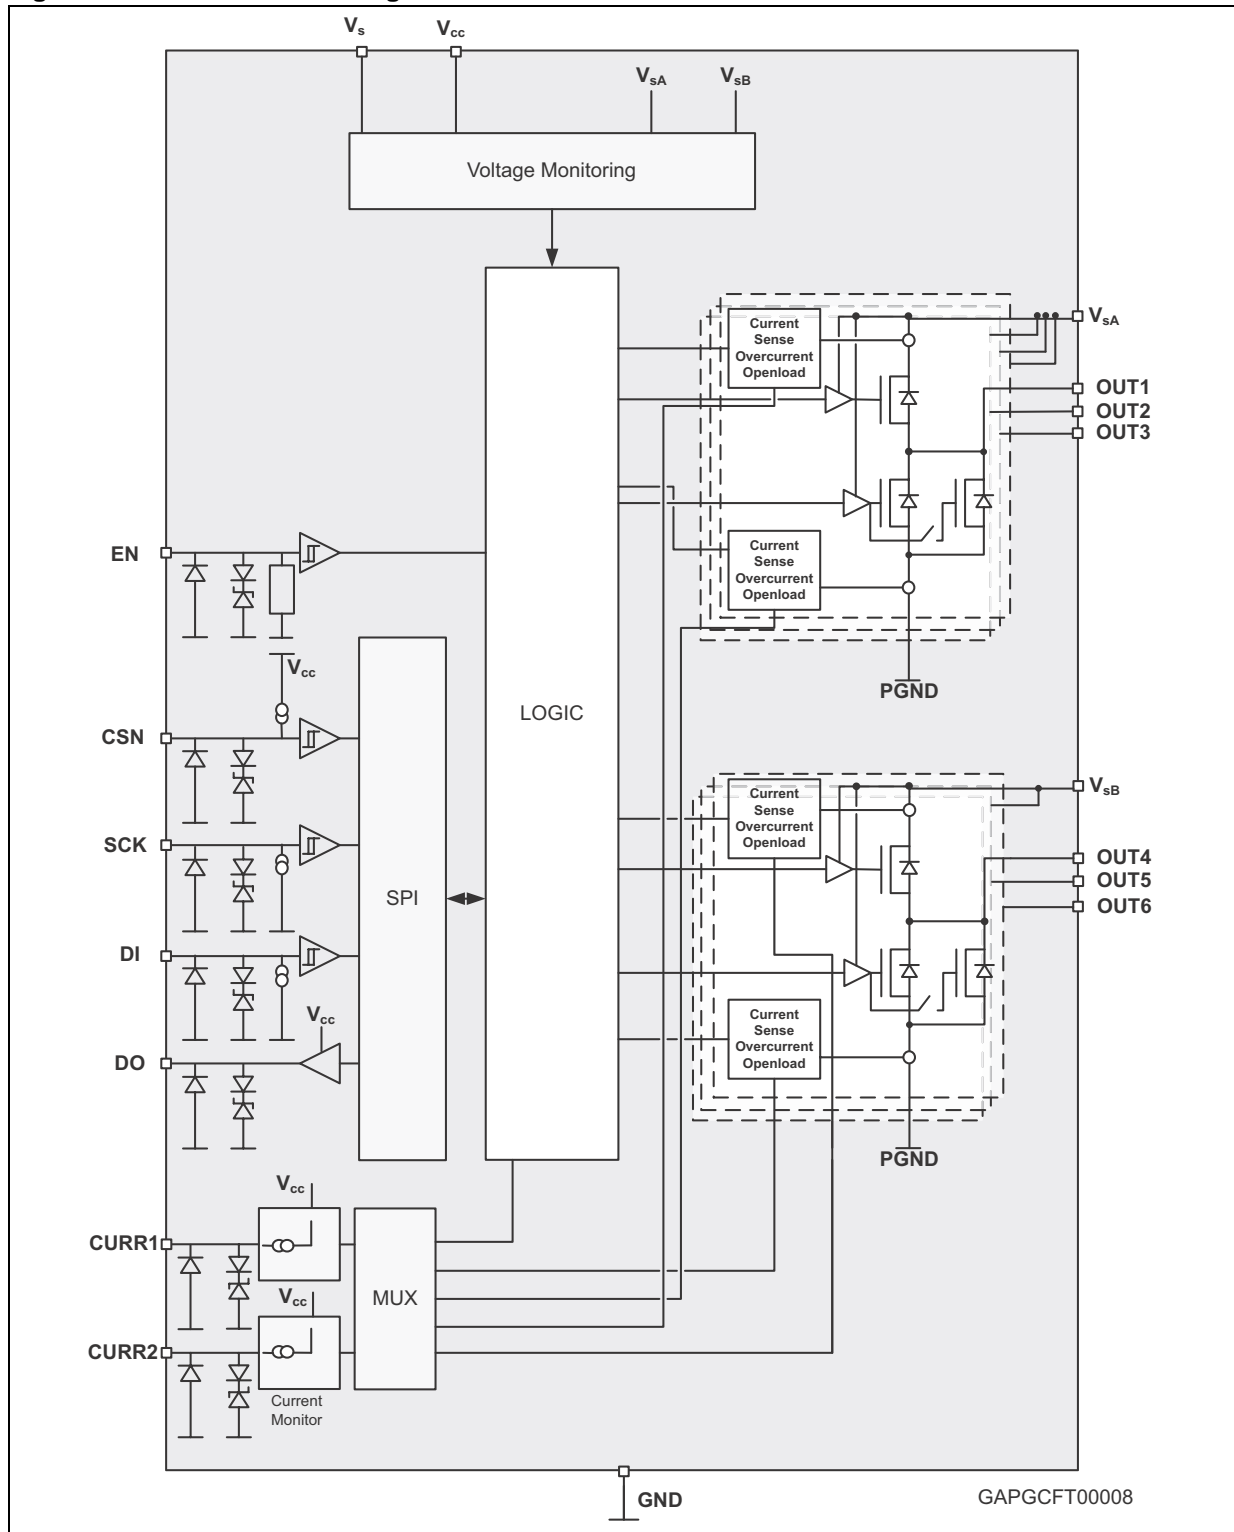 Vs
Vcc
VsA
VsB
Voltage Monitoring
Current
Sense
Overcurrent
Openload
VsA
OUT1
OUT2
OUT3
EN
Current
Sense
Overcurrent
Openload
Vcc
PGND
LOGIC
CSN
Current
Sense
Overcurrent
Openload
VsB
SCK
OUT4
OUT5
OUT6
SPI
DI
Vcc
Current
Sense
Overcurrent
Openload
DO
PGND
Vcc
CURR1
Vcc
MUX
CURR2
Current
Monitor
GND
GAPGCFT00008